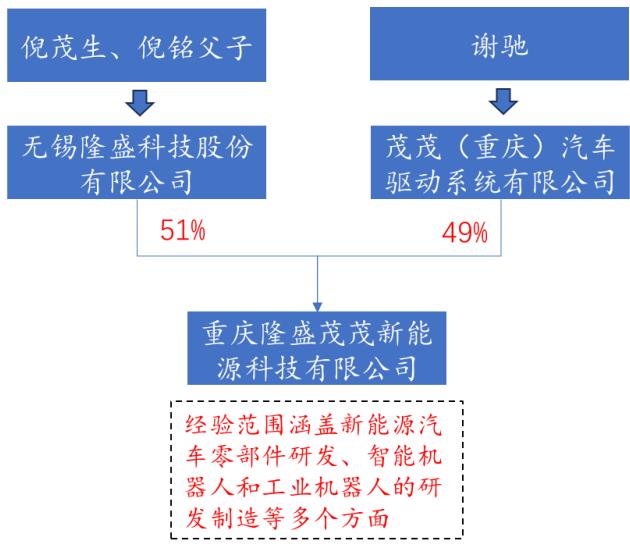 倪茂生、倪铭父子
谢驰
无锡隆盛科技股份
有限公司
茂茂（重庆）汽车
驱动系统有限公司
51%
49%
重庆隆盛茂茂新能
源科技有限公司
经验范围涵盖新能源汽
车零部件研发、智能机
器人和工业机器人的研
发制造等多个方面